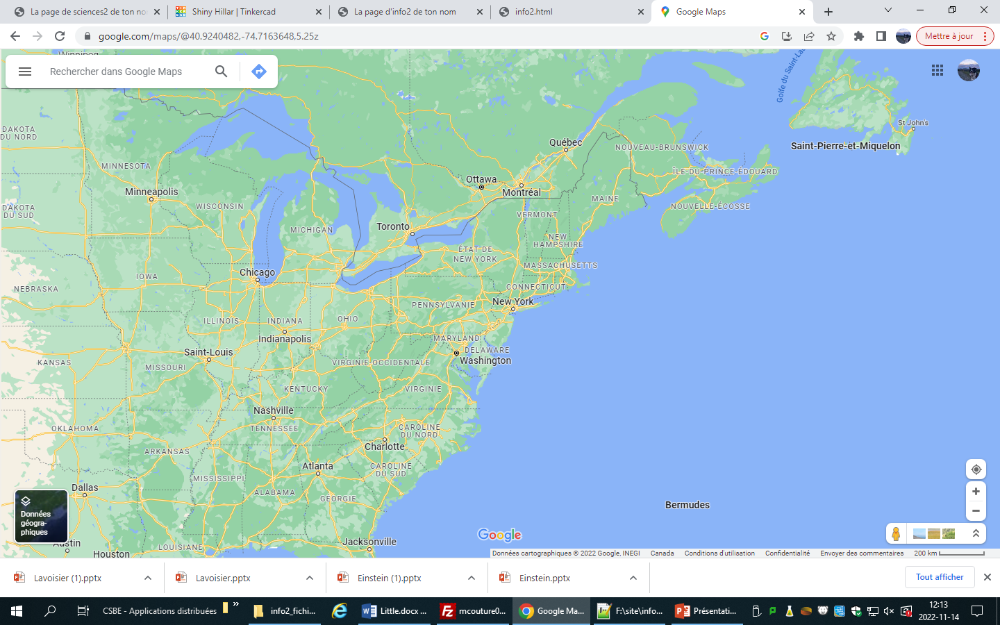 La page de sciences2 de ton no
Shiny Hillar | Tinkercad
La page d'info2 de ton nom
info2.html
Google Maps
google.com/maps/@40.9240482,-74.7163648,5.25z
Mettre à jour
Winnipeg
Rechercher dans Google Maps
Golfe du Saint-Lau
St John's
DAKOTA
DU NORD
Québec
NOUVEAU-BRUNSWICK
Saint-Pierre-et-Miquelon
MINNESOTA
ÎLE-DU-PRINCE-ÉDOUARD
Ottawa
Minneapolis
Montréal
MAINE
WISCONSIN
NOUVELLE-ÉCOSSE
DAKOTA
DU SUD
VERMONT
MICHIGAN
Toronto
NEW
HAMPSHIRE
ÉTAT DE
NEW YORK
MASSACHUSETTS
Chicago
IOWA
NEBRASKA
CONNECTICUT
PENNSYLVANIE
New York
ILLINOIS
INDIANA
OHIO
Indianapolis
MARYLAND
DELAWARE
Saint-Louis
Washington
KANSAS
MISSOURI
VIRGINIE-OCCIDENTALE
KENTUCKY
VIRGINIE
Nashville
OKLAHOMA
TENNESSEE
CAROLINE
DU NORD
Charlotte
ARKANSAS
Atlanta
CAROLINE
DU SUD
MISSISSIPPI
Dallas
ALABAMA
GÉORGIE
Bermudes
Données
géogra-
phiques
Austin
Houston
LOUISIANE
Jacksonville
Google
Données cartographiques © 2022 Google, INEGI
Canada
Conditions d'utilisation
Confidentialité
Envoyer des commentaires
200 km
Lavoisier (1).pptx
Lavoisier.pptx
Einstein (1).pptx
Einstein.pptx
Tout afficher
CSBE - Applications distribuées
»
info2_fichi...
Little.docx ...
mcouture0...
Google Ma...
F:\site\info...
Présentati...
12:13
2022-11-14